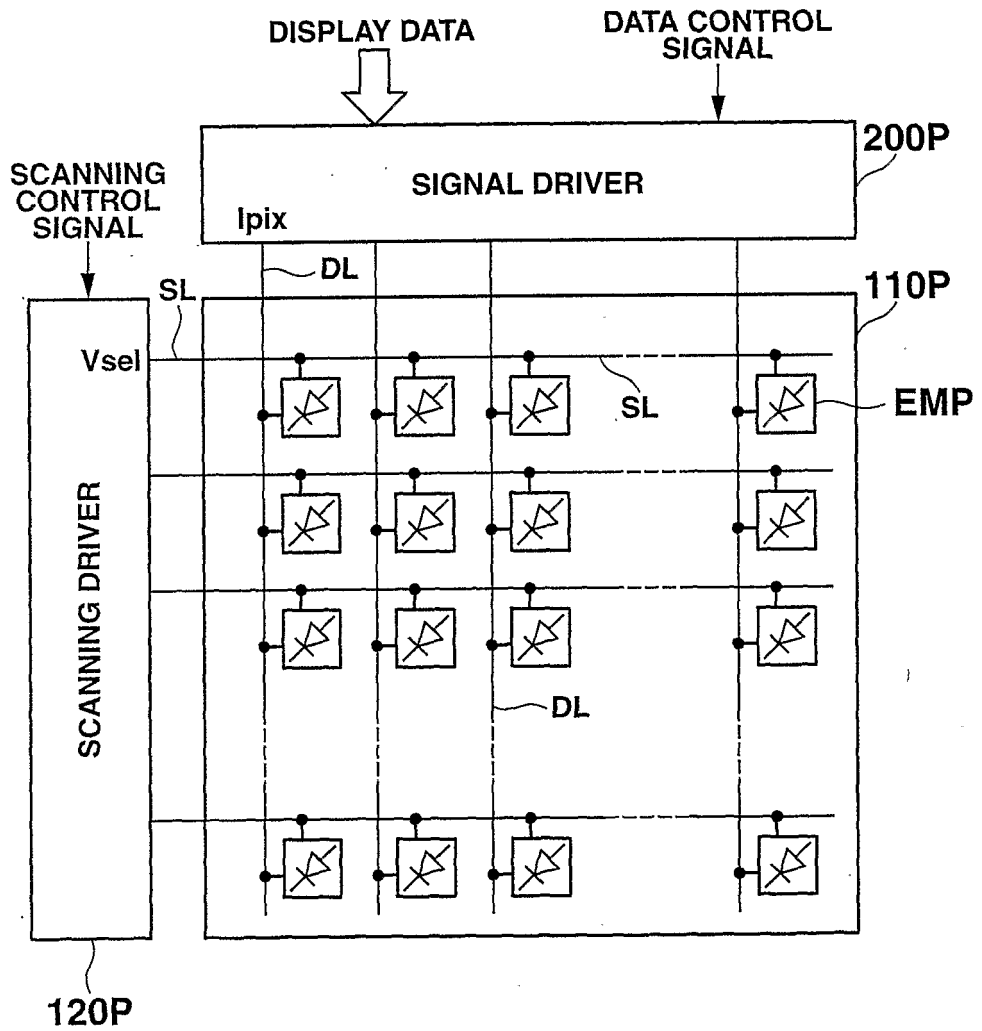 DISPLAY DATA
DATA CONTROL
SIGNAL
200P
SIGNAL DRIVER
SCANNING
CONTROL
SIGNAL
Ipix
DL
SL
110P
Vsel
SL
EMP
SCANNING DRIVER
DL
120P